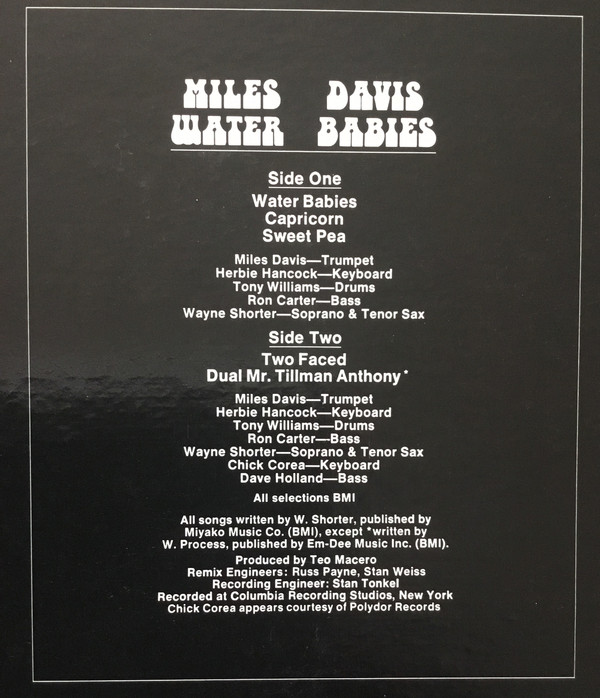 MILES DAVIS
WATER BABIES
Side One
Water Babies
Capricorn
Sweet Pea
Miles Davis—Trumpet
Herbie Hancock—Keyboard
Tony Williams—Drums
Ron Carter—Bass
Wayne Shorter—Soprano & Tenor Sax
Side Two
Two Faced
Dual Mr. Tillman Anthony*
Miles Davis—Trumpet
Herbie Hancock—Keyboard
Tony Williams—Drums
Ron Carter—Bass
Wayne Shorter—Soprano & Tenor Sax
Chick Corea—Keyboard
Dave Holland—Bass
All selections BMI
All songs written by W. Shorter, published by
Miyako Music Co. (BMI), except *written by
W. Process, published by Em-Dee Music Inc. (BMI).
Produced by Teo Macero
Remix Engineers: Russ Payne, Stan Weiss
Recording Engineer: Stan Tonkel
Recorded at Columbia Recording Studios, New York
Chick Corea appears courtesy of Polydor Records